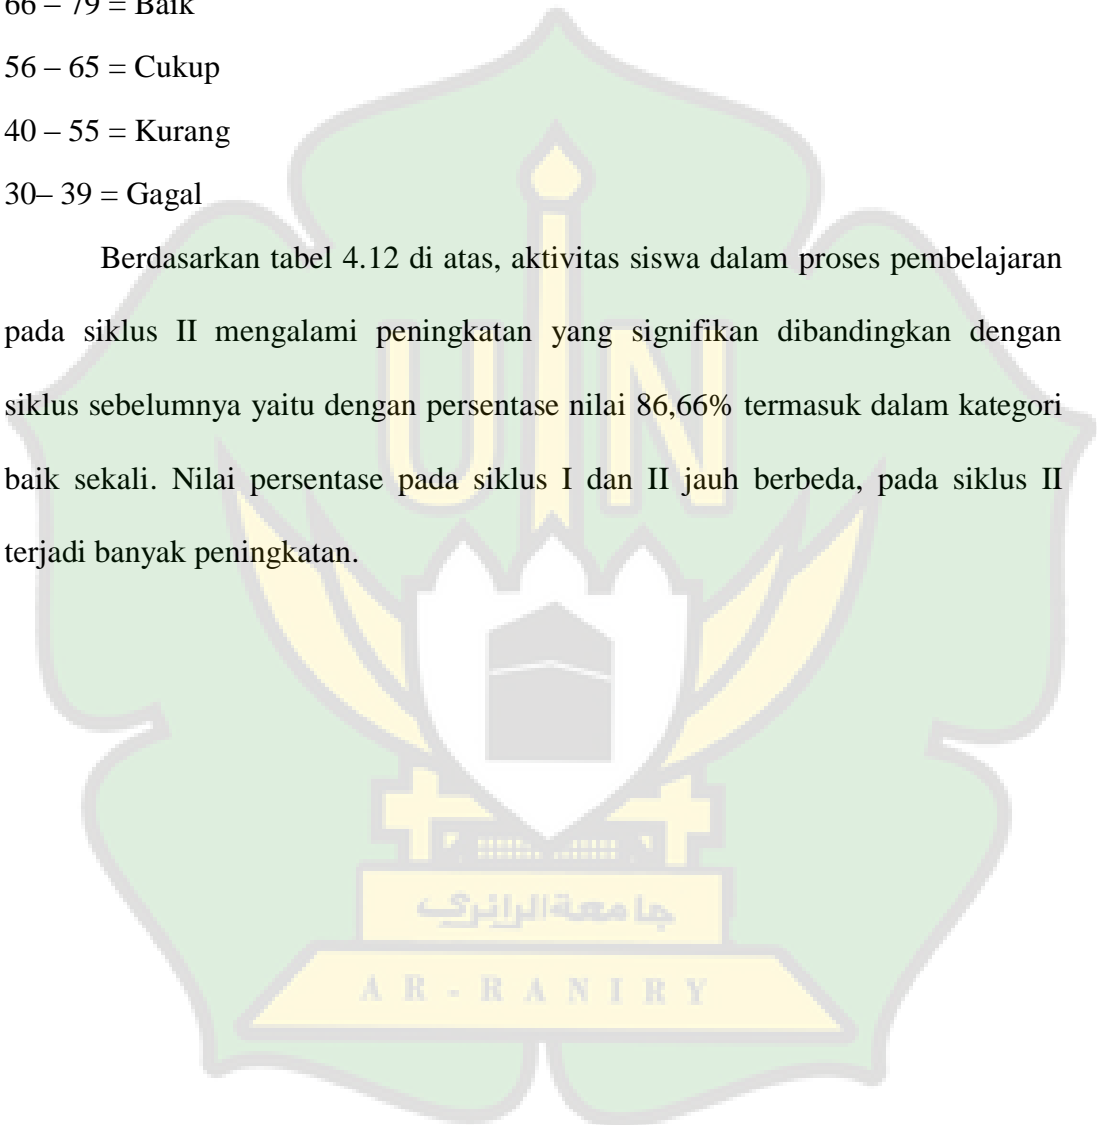 66 – 79 = Baik
56 – 65 = Cukup
40 – 55 = Kurang
30– 39 = Gagal
Berdasarkan tabel 4.12 di atas, aktivitas siswa dalam proses pembelajaran
pada siklus II mengalami peningkatan yang signifikan dibandingkan dengan
siklus sebelumnya yaitu dengan persentase nilai 86,66% termasuk dalam kategori
baik sekali. Nilai persentase pada siklus I dan II jauh berbeda, pada siklus II
terjadi banyak peningkatan.
UIN
جامعة الرانري
AR-RANIRY